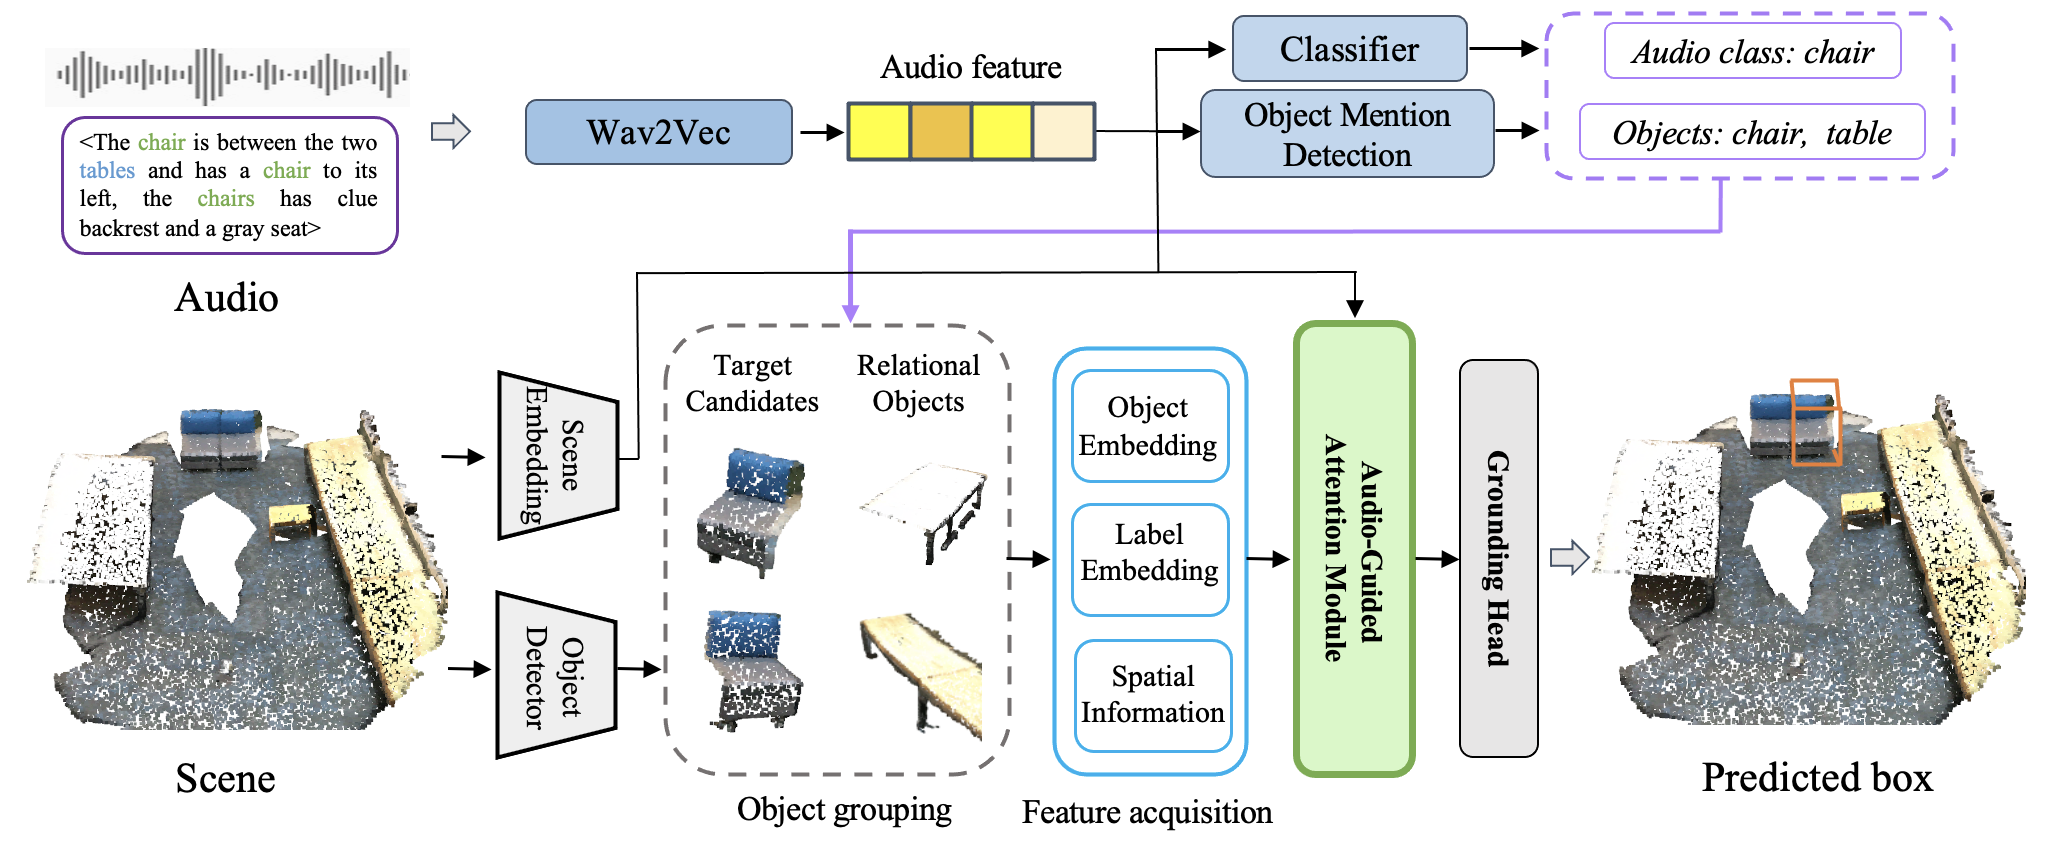 <The chair is between the two
tables and has a chair to its
left, the chairs has clue
backrest and a gray seat>
Audio
Wav2Vec
Audio feature
Classifier
Object Mention
Detection
Audio class: chair
Objects: chair, table
Scene
Scene
Embedding
Object
Detector
Target
Candidates
Relational
Objects
Object grouping
Object
Embedding
Label
Embedding
Spatial
Information
Feature acquisition
Audio-Guided
Attention Module
Grounding Head
Predicted box